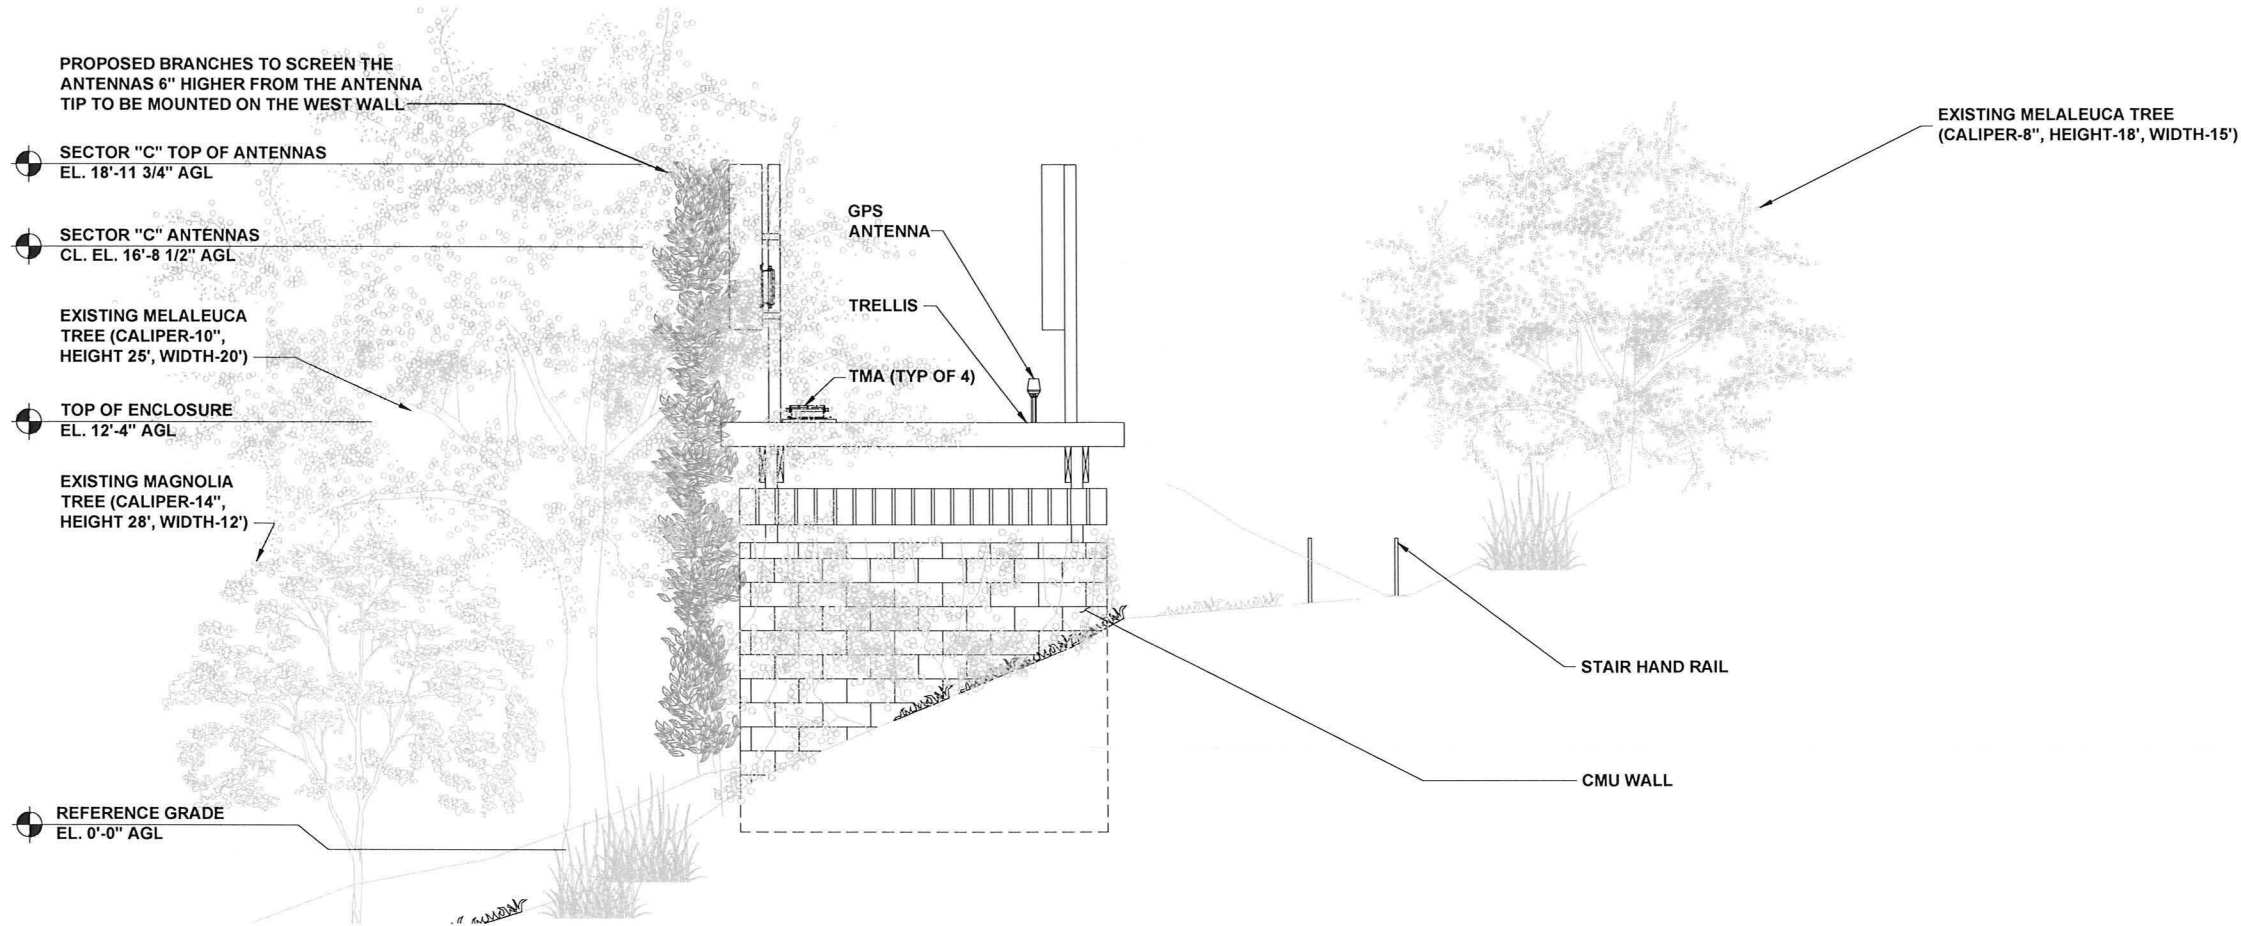 PROPOSED BRANCHES TO SCREEN THE
ANTENNAS 6" HIGHER FROM THE ANTENNA
TIP TO BE MOUNTED ON THE WEST WALL
SECTOR "C" TOP OF ANTENNAS
EL. 18'-11 3/4" AGL
SECTOR "C" ANTENNAS
CL. EL. 16'-8 1/2" AGL
EXISTING MELALEUCA
TREE (CALIPER-10",
HEIGHT 25', WIDTH-20')
TOP OF ENCLOSURE
EL. 12'-4" AGL
EXISTING MAGNOLIA
TREE (CALIPER-14",
HEIGHT 28', WIDTH-12')
REFERENCE GRADE
EL. 0'-0" AGL
GPS
ANTENNA
TRELLIS
TMA (TYP OF 4)
EXISTING MELALEUCA TREE
(CALIPER-8", HEIGHT-18', WIDTH-15')
STAIR HAND RAIL
CMU WALL